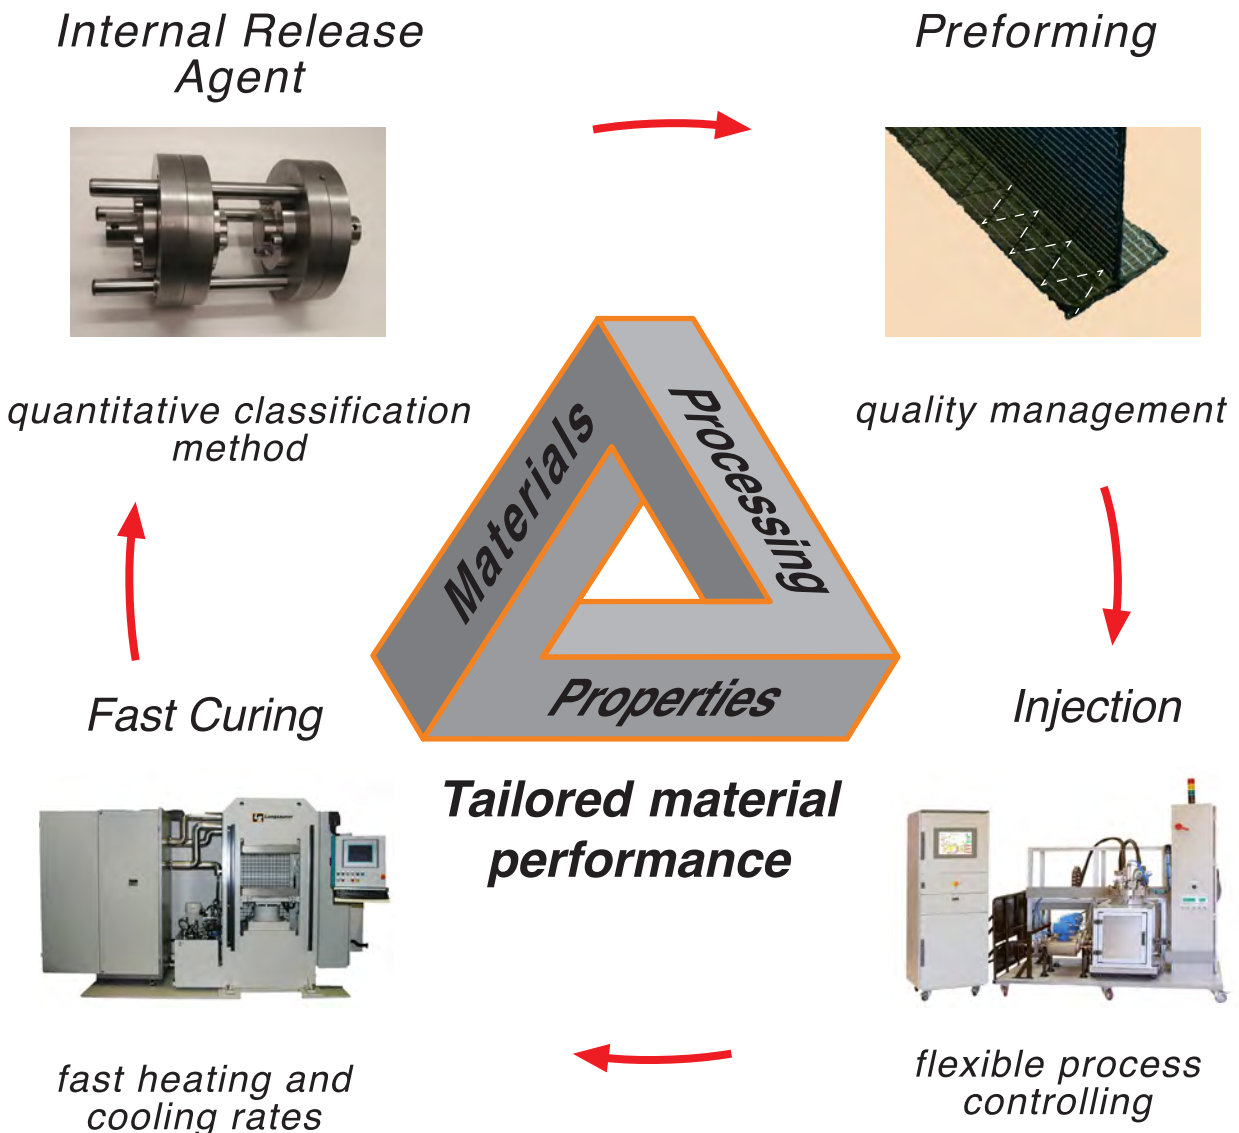 Internal Release
Agent
Preforming
quantitative classification
method
quality management
Materials
Processing
Properties
Fast Curing
Injection
Tailored material
performance
fast heating and
cooling rates
flexible process
controlling